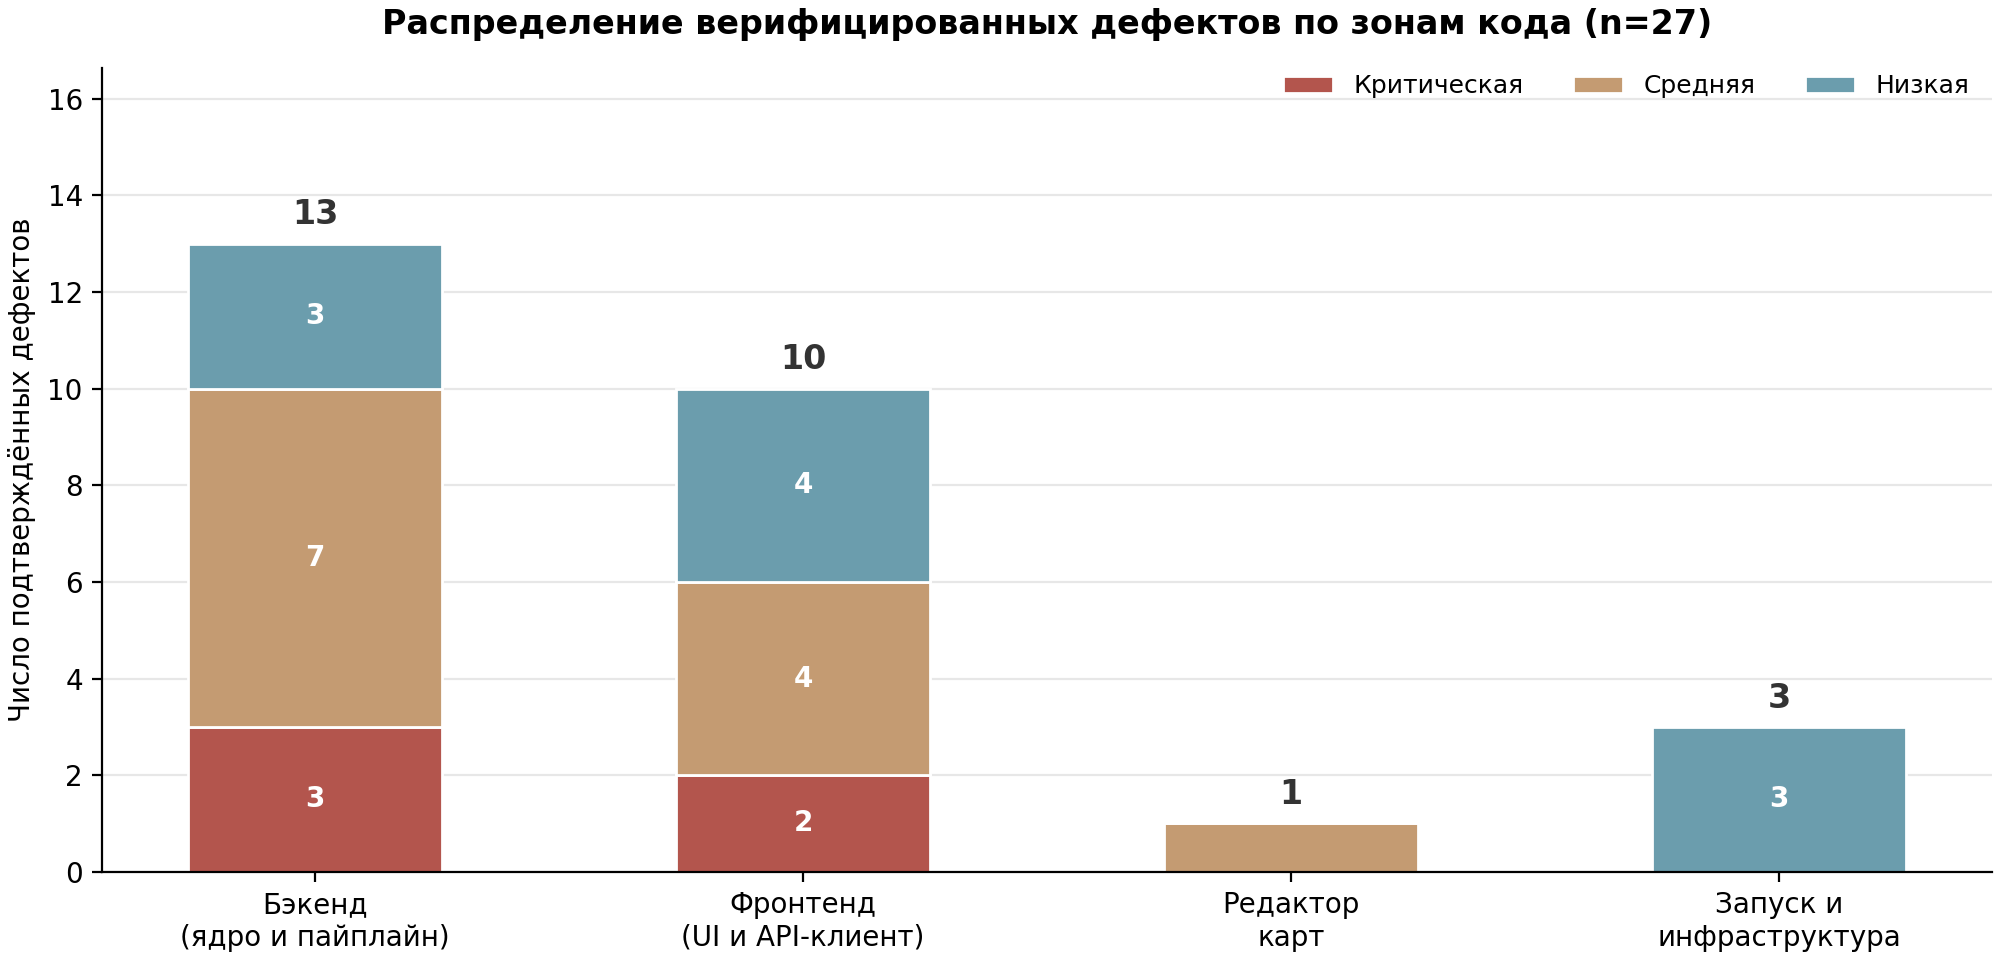 Распределение верифицированных дефектов по зонам кода (n=27)
Критическая
Средняя
Низкая
Число подтверждённых дефектов
16
14
12
10
8
6
4
2
0
13
3
7
3
10
4
4
2
1
3
3
Бэкенд
(ядро и пайплайн)
Фронтенд
(UI и API-клиент)
Редактор
карт
Запуск и
инфраструктура